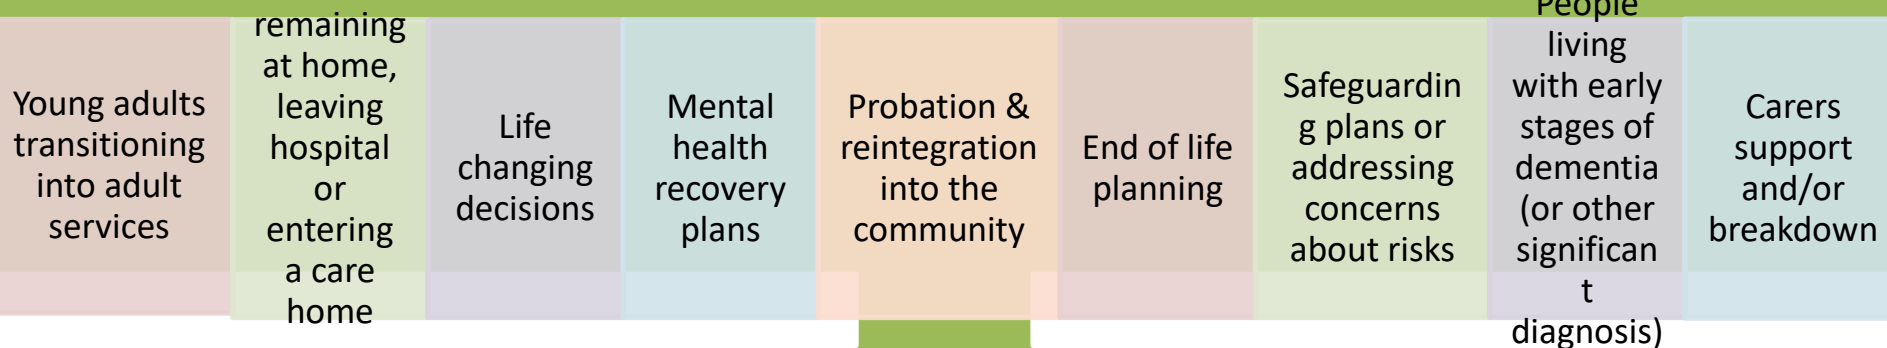 Young adults
transitioning
into adult
services
remaining
at home,
leaving
hospital
or
entering
a care
home
Life
changing
decisions
Mental
health
recovery
plans
Probation &
reintegration
into the
community
End of life
planning
Safeguardin
g plans or
addressing
concerns
about risks
People
living
with early
stages of
dementia
(or other
significan
t
diagnosis)
Carers
support
and/or
breakdown